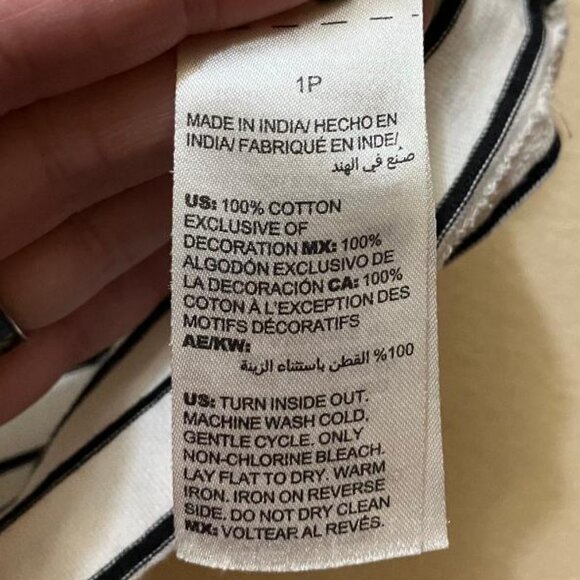 1P
MADE IN INDIA/ HECHO EN
INDIA/ FABRIQUÉ EN INDE/
صنع في الهند
US: 100% COTTON
EXCLUSIVE OF
DECORATION MX: 100%
ALGODÓN EXCLUSIVO DE
LA DECORACIÓN CA: 100%
COTON À L'EXCEPTION DES
MOTIFS DÉCORATIFS
AE/KW:
%100 القطن باستثناء الزينة
US: TURN INSIDE OUT.
MACHINE WASH COLD,
GENTLE CYCLE. ONLY
NON-CHLORINE BLEACH.
LAY FLAT TO DRY. WARM
IRON. IRON ON REVERSE
SIDE. DO NOT DRY CLEAN
MX: VOLTEAR AL REVÉS.